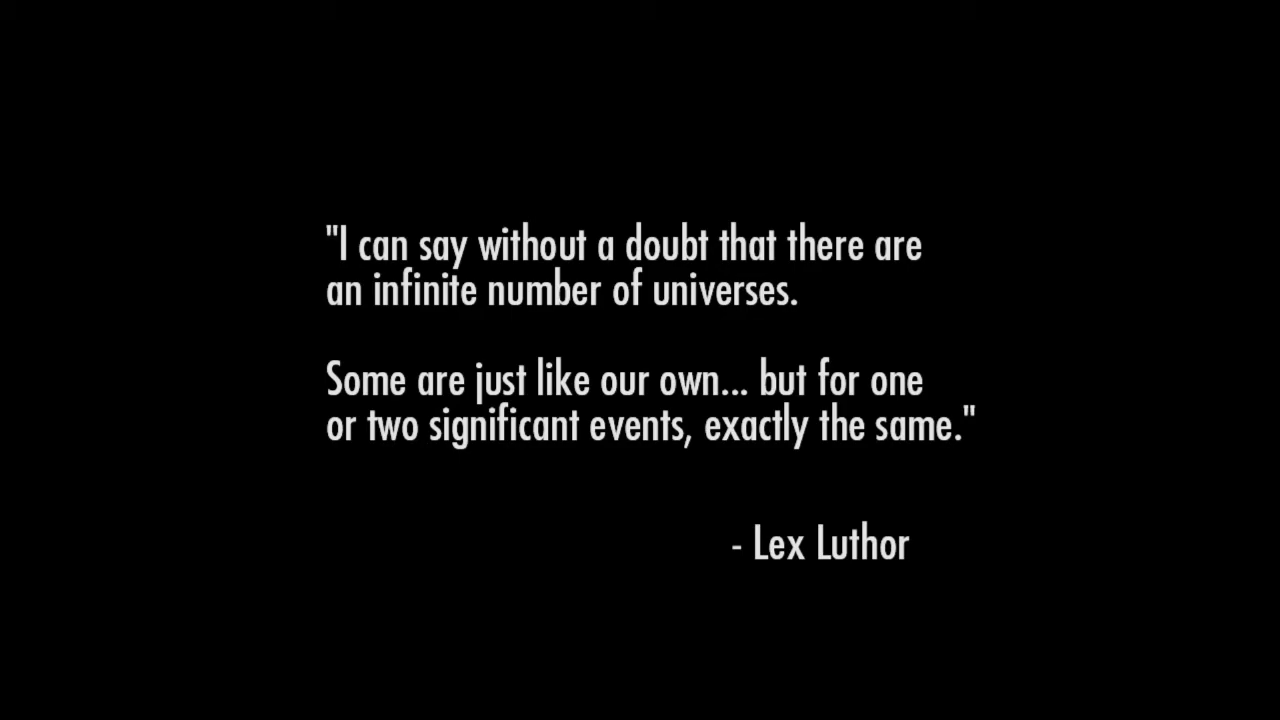 "I can say without a doubt that there are
an infinite number of universes.
Some are just like our own... but for one
or two significant events, exactly the same."
- Lex Luthor